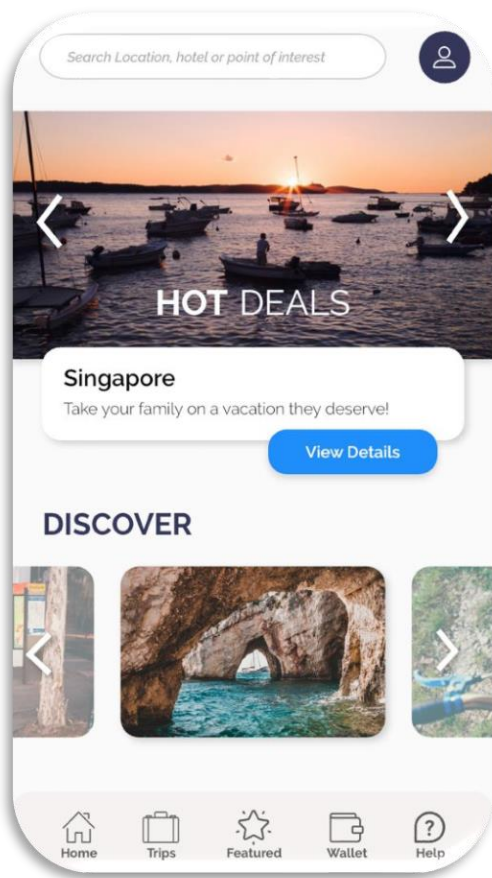 Search Location, hotel or point of interest
HOT DEALS
Singapore
Take your family on a vacation they deserve!
View Details
DISCOVER
Home Trips Featured Wallet Help